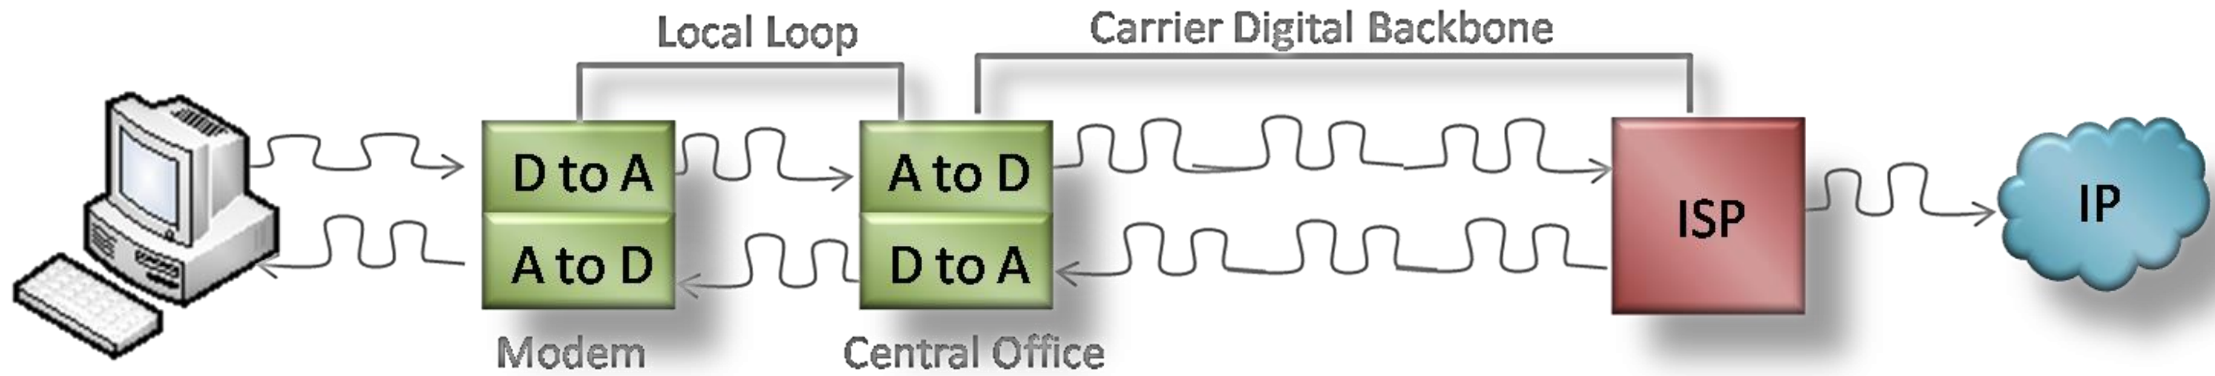 Local Loop
Carrier Digital Backbone
D to A
A to D
A to D
D to A
ISP
IP
Modem
Central Office